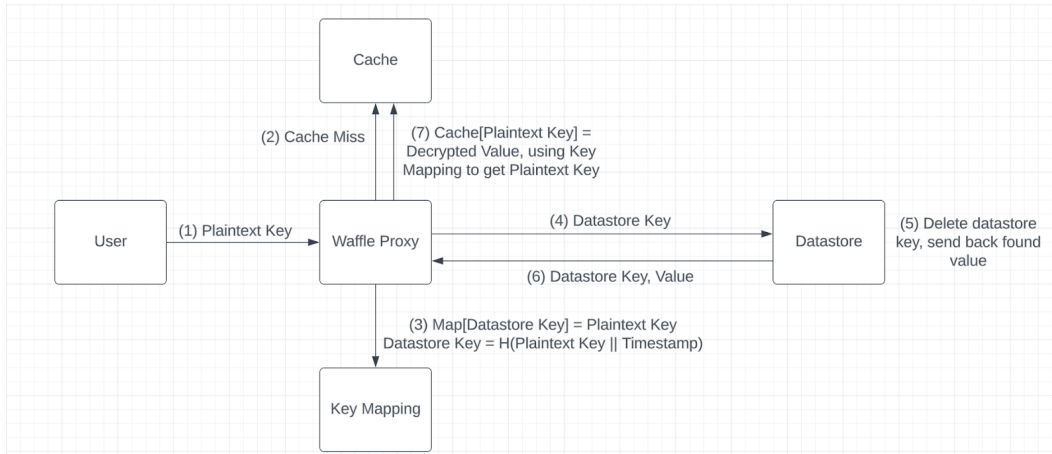 Cache
(2) Cache Miss
(7) Cache[Plaintext Key] =
Decrypted Value, using Key
Mapping to get Plaintext Key
User
(1) Plaintext Key
Waffle Proxy
(4) Datastore Key
(6) Datastore Key, Value
Datastore
(5) Delete datastore
key, send back found
value
(3) Map[Datastore Key] = Plaintext Key
Datastore Key = H(Plaintext Key || Timestamp)
Key Mapping